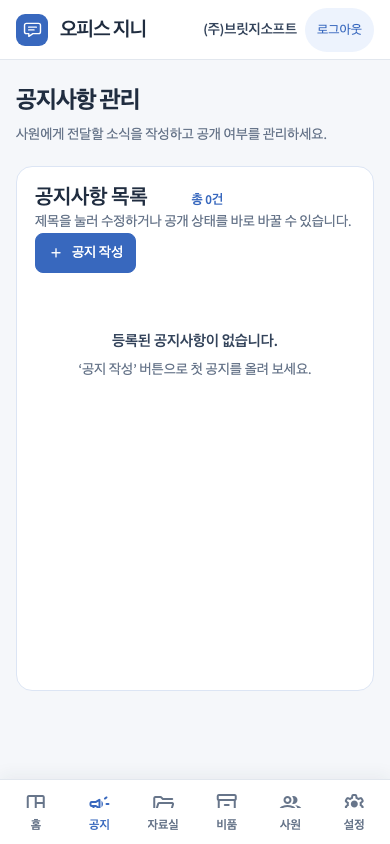 오피스 지니
(주)브릿지소프트
로그아웃
공지사항 관리
사원에게 전달할 소식을 작성하고 공개 여부를 관리하세요.
공지사항 목록
총 0건
제목을 눌러 수정하거나 공개 상태를 바로 바꿀 수 있습니다.
+ 공지 작성
등록된 공지사항이 없습니다.
‘공지 작성’ 버튼으로 첫 공지를 올려 보세요.
홈
공지
자료실
비품
사원
설정